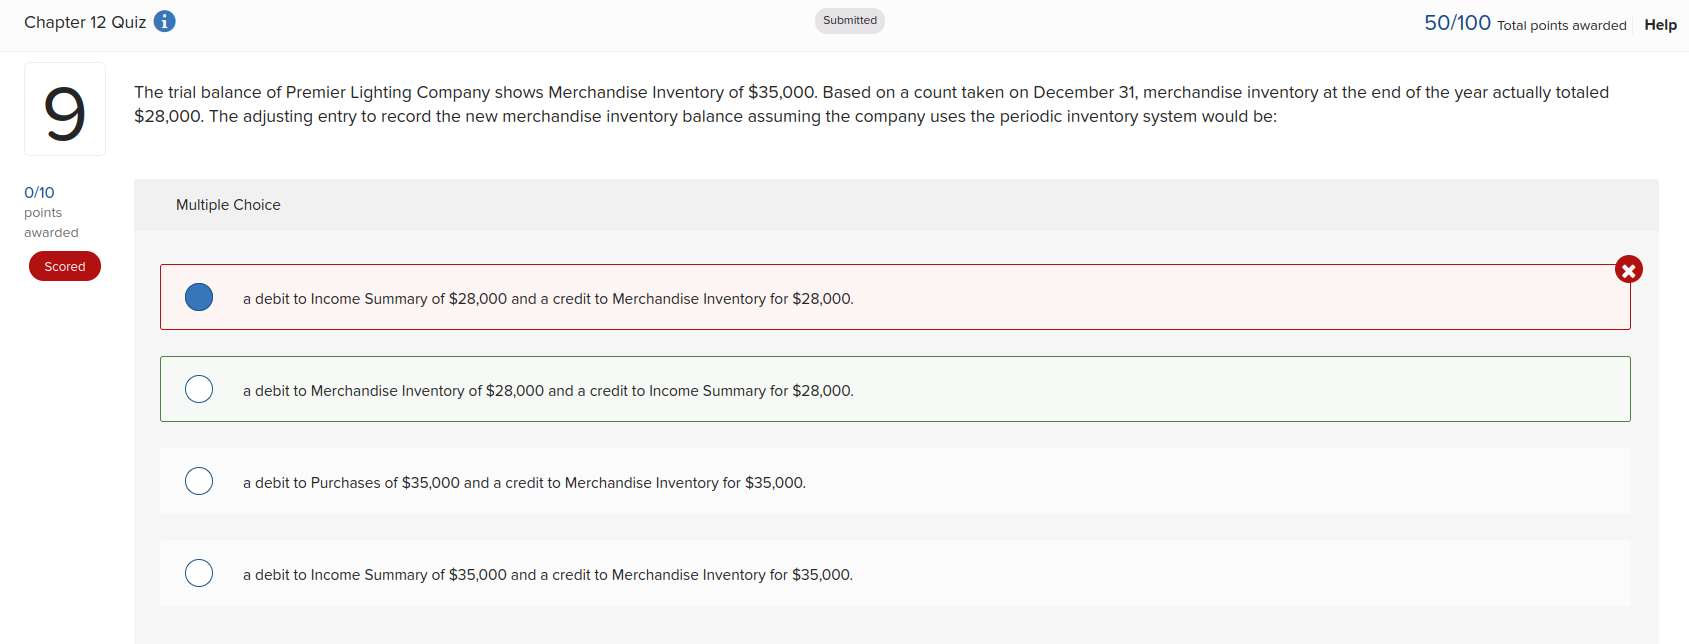 Chapter 12 Quiz i
Submitted
50/100 Total points awarded
Help
9
The trial balance of Premier Lighting Company shows Merchandise Inventory of $35,000. Based on a count taken on December 31, merchandise inventory at the end of the year actually totaled
$28,000. The adjusting entry to record the new merchandise inventory balance assuming the company uses the periodic inventory system would be:
0/10
points
awarded
Scored
Multiple Choice
a debit to Income Summary of $28,000 and a credit to Merchandise Inventory for $28,000.
a debit to Merchandise Inventory of $28,000 and a credit to Income Summary for $28,000.
a debit to Purchases of $35,000 and a credit to Merchandise Inventory for $35,000.
a debit to Income Summary of $35,000 and a credit to Merchandise Inventory for $35,000.